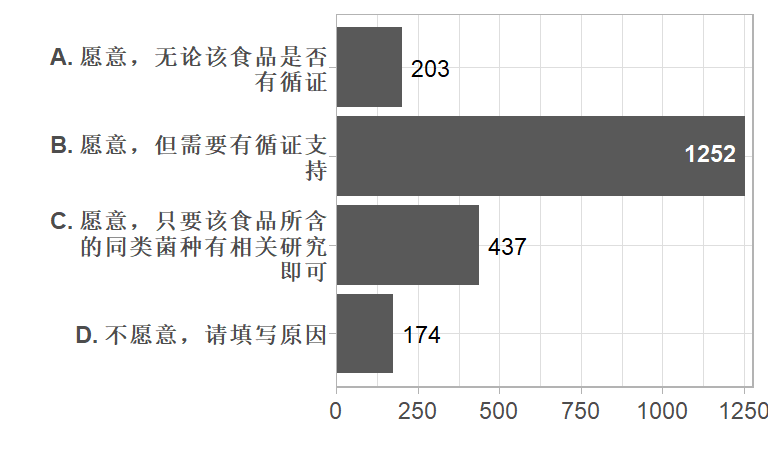 A. 愿意，无论该食品是否
有循证
203
B. 愿意，但需要有循证支
持
1252
C. 愿意，只要该食品所含
的同类菌种有相关研究
即可
437
D. 不愿意，请填写原因
174
0 250 500 750 1000 1250